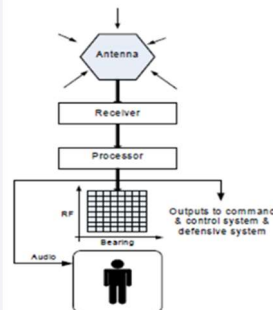 Antenna
Receiver
Processor
RF
Bearing
Outputs to command
& control system &
defensive system
Audio